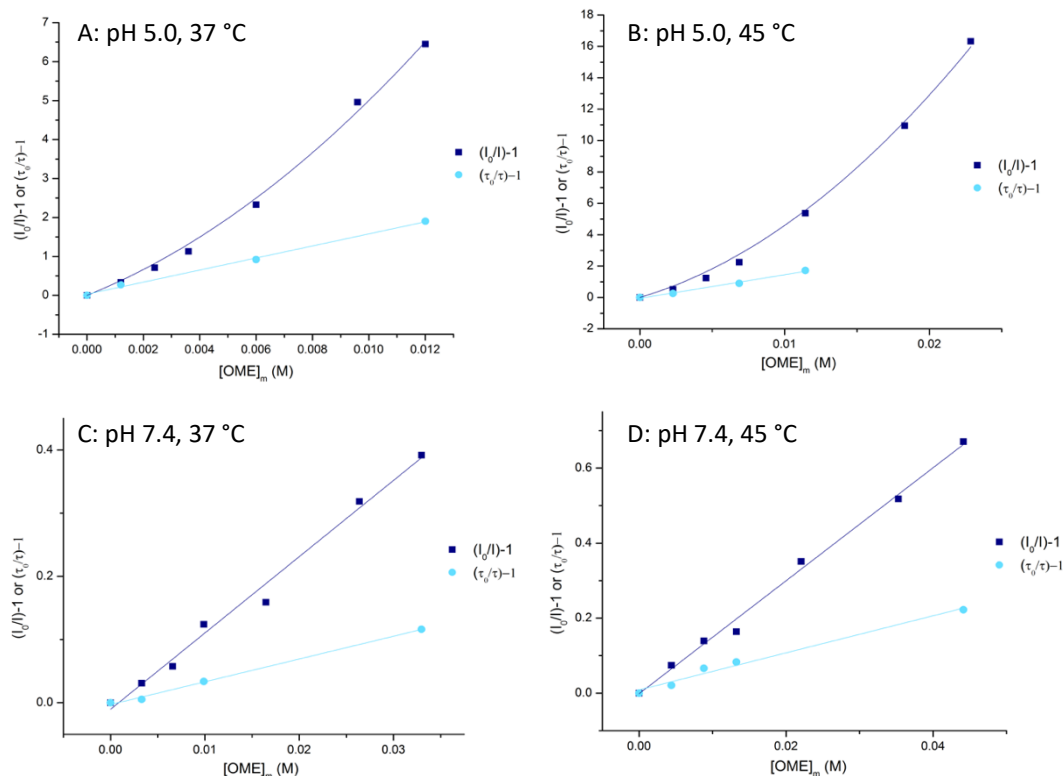 A: pH 5.0, 37 °C
7
6
5
4
3
2
1
0
-1
(I₀/I)-1 or (τ₀/τ)−1
0.000
0.002
0.004
0.006
0.008
0.010
0.012
[OME]ₘ (M)
(I₀/I)-1
(τ₀/τ)−1
B: pH 5.0, 45 °C
18
16
14
12
10
8
6
4
2
0
-2
(I₀/I)-1 or (τ₀/τ)−1
0.00
0.01
0.02
[OME]ₘ (M)
(I₀/I)-1
(τ₀/τ)−1
C: pH 7.4, 37 °C
0.4
0.2
0.0
(I₀/I)-1 or (τ₀/τ)−1
0.00
0.01
0.02
0.03
[OME]ₘ (M)
(I₀/I)-1
(τ₀/τ)−1
D: pH 7.4, 45 °C
0.6
0.4
0.2
0.0
(I₀/I)-1 or (τ₀/τ)−1
0.00
0.02
0.04
[OME]ₘ (M)
(I₀/I)-1
(τ₀/τ)−1